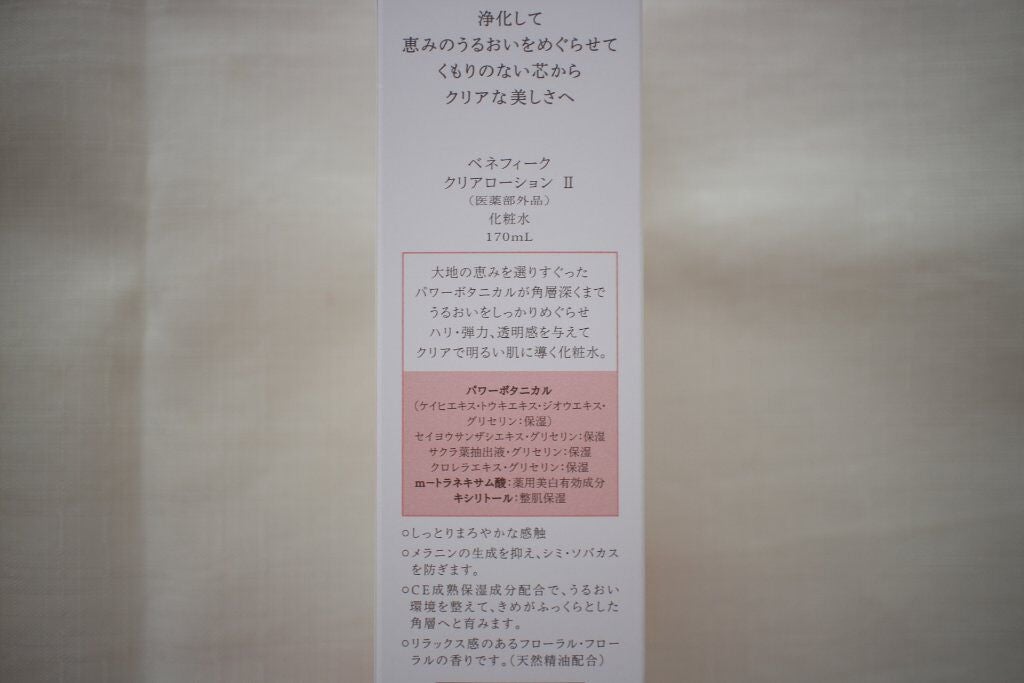 浄化して
恵みのうるおいをめぐらせて
くもりのない芯から
クリアな美しさへ
ベネフィーク
クリアローション Ⅱ
（医薬部外品）
化粧水
170mL
大地の恵みを選りすぐった
パワーボタニカルが角層深くまで
うるおいをしっかりめぐらせ
ハリ・弾力、透明感を与えて
クリアで明るい肌に導く化粧水。
パワーボタニカル
（ケイヒエキス・トウキエキス・ジオウエキス・
グリセリン：保湿）
セイヨウサンザシエキス・グリセリン：保湿
サクラ葉抽出液・グリセリン：保湿
クロレラエキス・グリセリン：保湿
m－トラネキサム酸：薬用美白有効成分
キシリトール：整肌保湿
○しっとりまろやかな感触
○メラニンの生成を抑え、シミ・ソバカス
を防ぎます。
○CE成熟保湿成分配合で、うるおい
環境を整えて、きめがふっくらとした
角層へと育みます。
○リラックス感のあるフローラル・フロー
ラルの香りです。（天然精油配合）